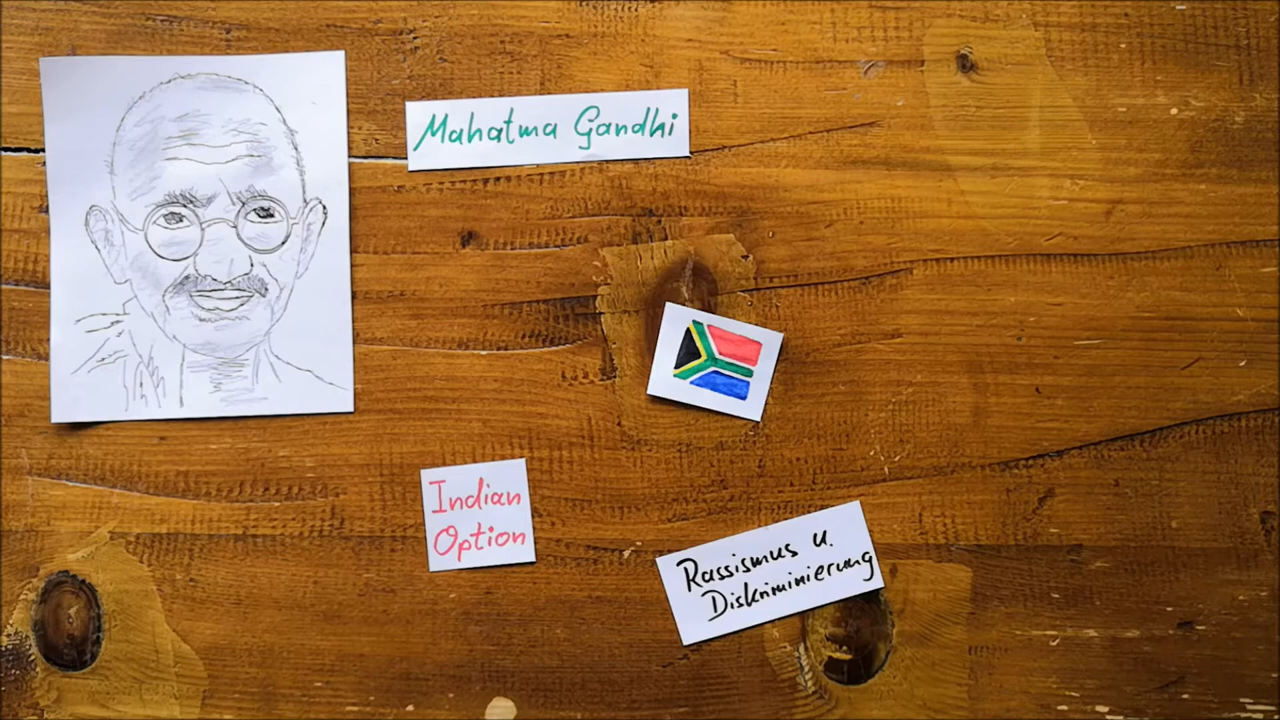 Mahatma Gandhi
Indian
Option
Rassismus u.
Diskriminierung